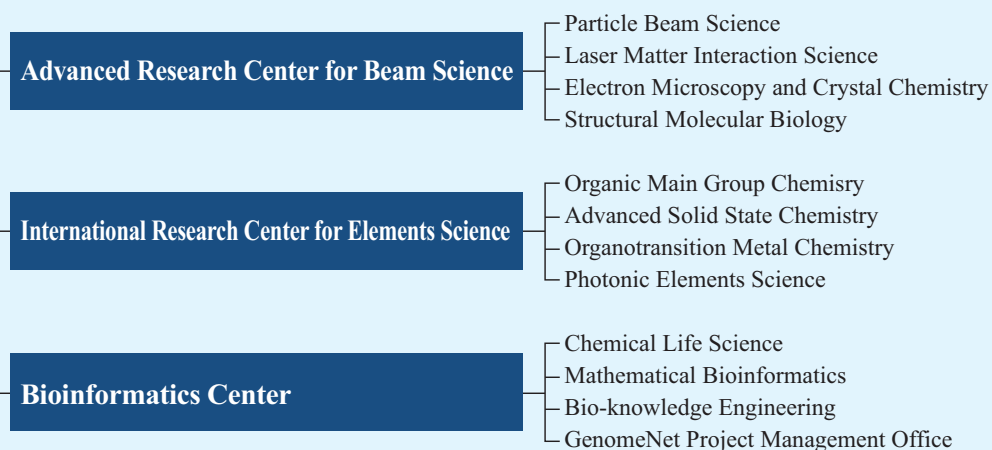 Advanced Research Center for Beam Science
Particle Beam Science
Laser Matter Interaction Science
Electron Microscopy and Crystal Chemistry
Structural Molecular Biology
International Research Center for Elements Science
Organic Main Group Chemisry
Advanced Solid State Chemistry
Organotransition Metal Chemistry
Photonic Elements Science
Bioinformatics Center
Chemical Life Science
Mathematical Bioinformatics
Bio-knowledge Engineering
GenomeNet Project Management Office